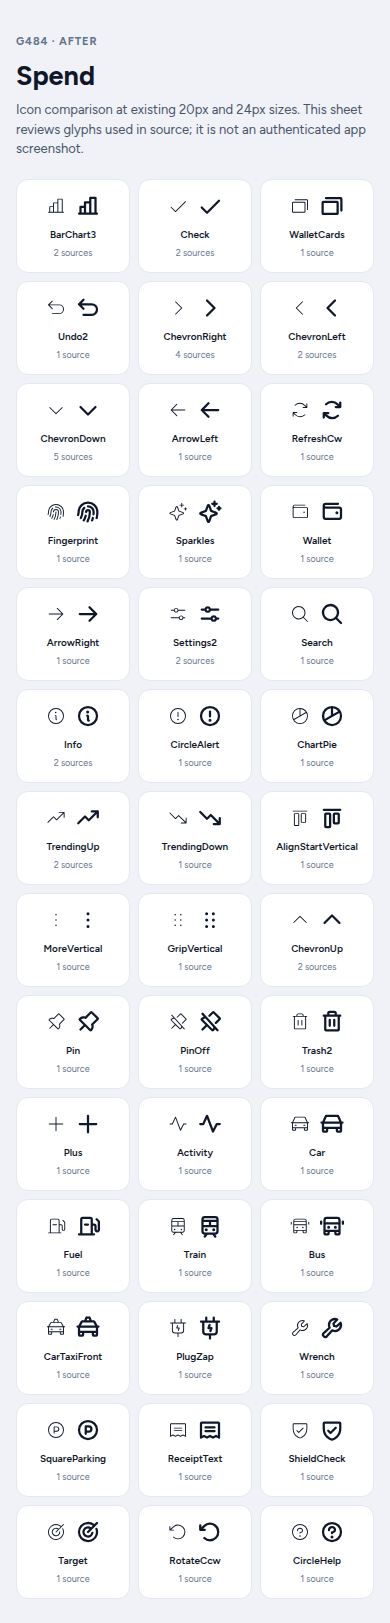 G484 · AFTER
Spend
Icon comparison at existing 20px and 24px sizes. This sheet
reviews glyphs used in source; it is not an authenticated app
screenshot.
BarChart3 Check WalletCards
2 sources 2 sources 1 source
Undo2 ChevronRight ChevronLeft
1 source 4 sources 2 sources
ChevronDown ArrowLeft RefreshCw
5 sources 1 source 1 source
Fingerprint Sparkles Wallet
1 source 1 source 1 source
ArrowRight Settings2 Search
1 source 2 sources 1 source
Info CircleAlert ChartPie
2 sources 1 source 1 source
TrendingUp TrendingDown AlignStartVertical
2 sources 1 source 1 source
MoreVertical GripVertical ChevronUp
1 source 1 source 2 sources
Pin PinOff Trash2
1 source 1 source 1 source
Plus Activity Car
1 source 1 source 1 source
Fuel Train Bus
1 source 1 source 1 source
CarTaxiFront PlugZap Wrench
1 source 1 source 1 source
SquareParking ReceiptText ShieldCheck
1 source 1 source 1 source
Target RotateCcw CircleHelp
1 source 1 source 1 source